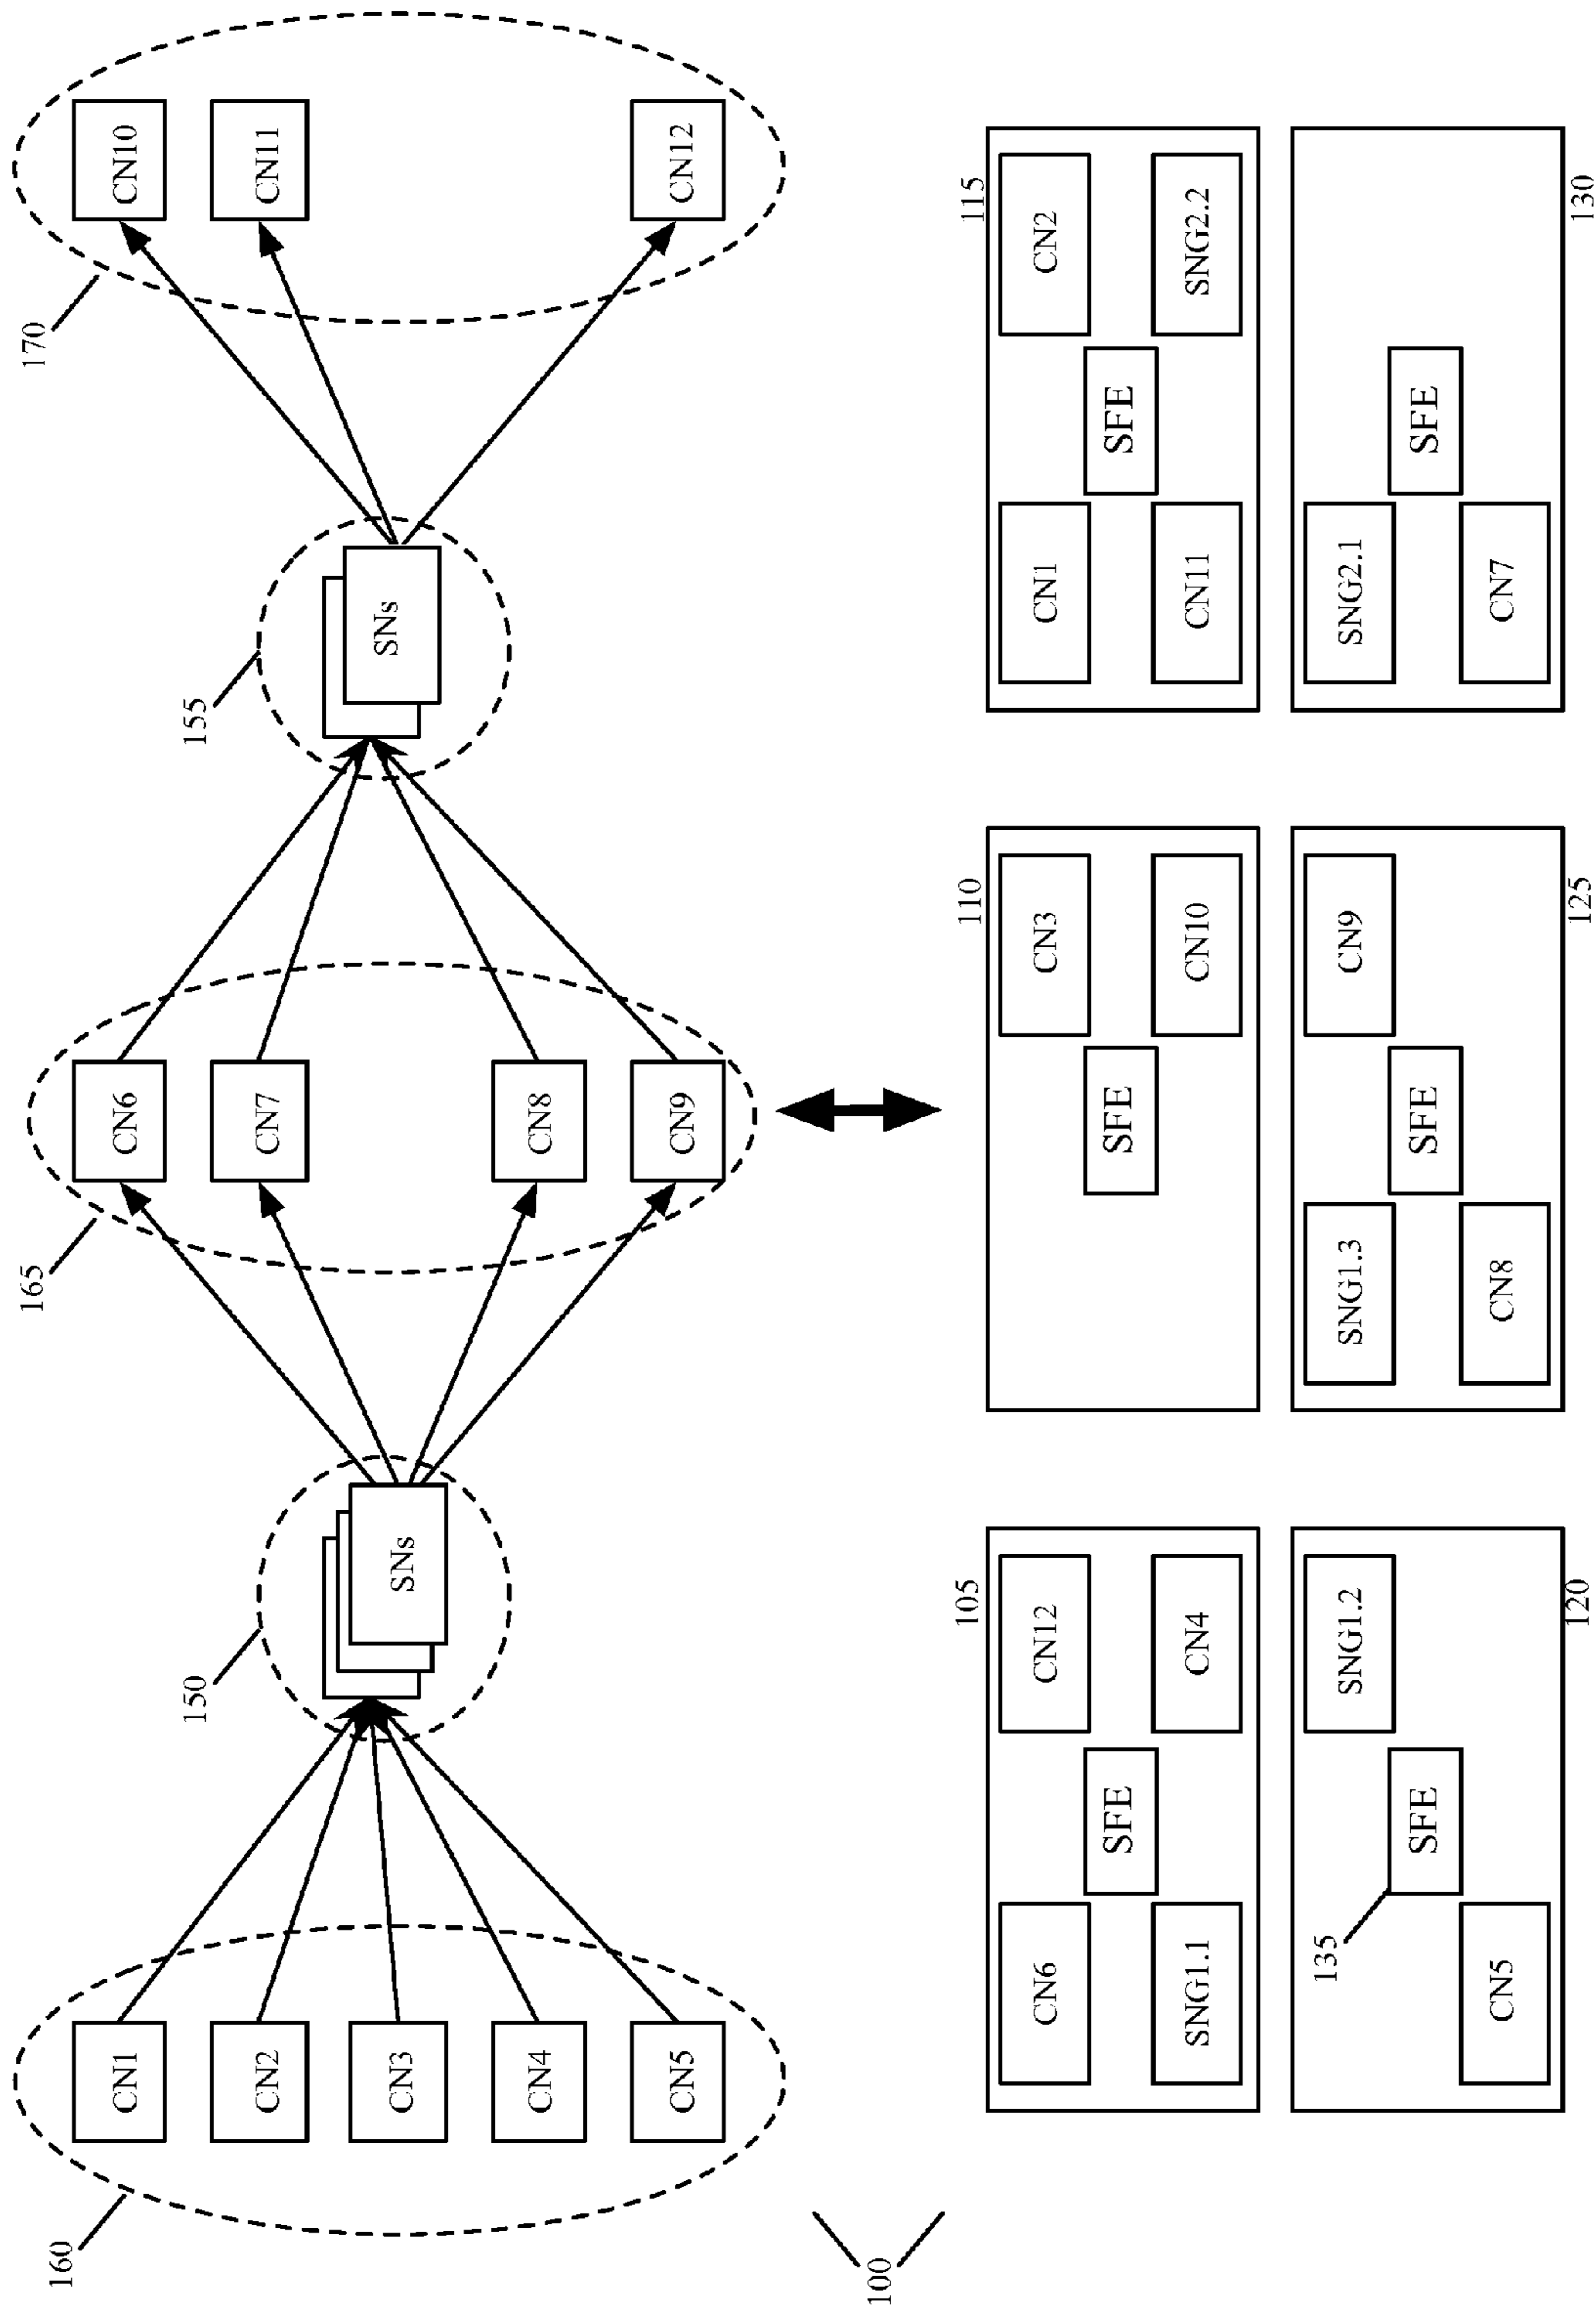 160
165
170
CN1
CN2
CN3
CN4
CN5
150
SNs
CN6
CN7
CN8
CN9
155
SNs
CN10
CN11
CN12
100
105
CN6
CN12
SFE
SNG1.1
CN4
110
CN3
SFE
CN10
115
CN1
CN2
SFE
CN11
SNG2.2
135
SNG1.2
SFE
CN5
120
SNG1.3
CN9
SFE
CN8
125
SNG2.1
SFE
CN7
130